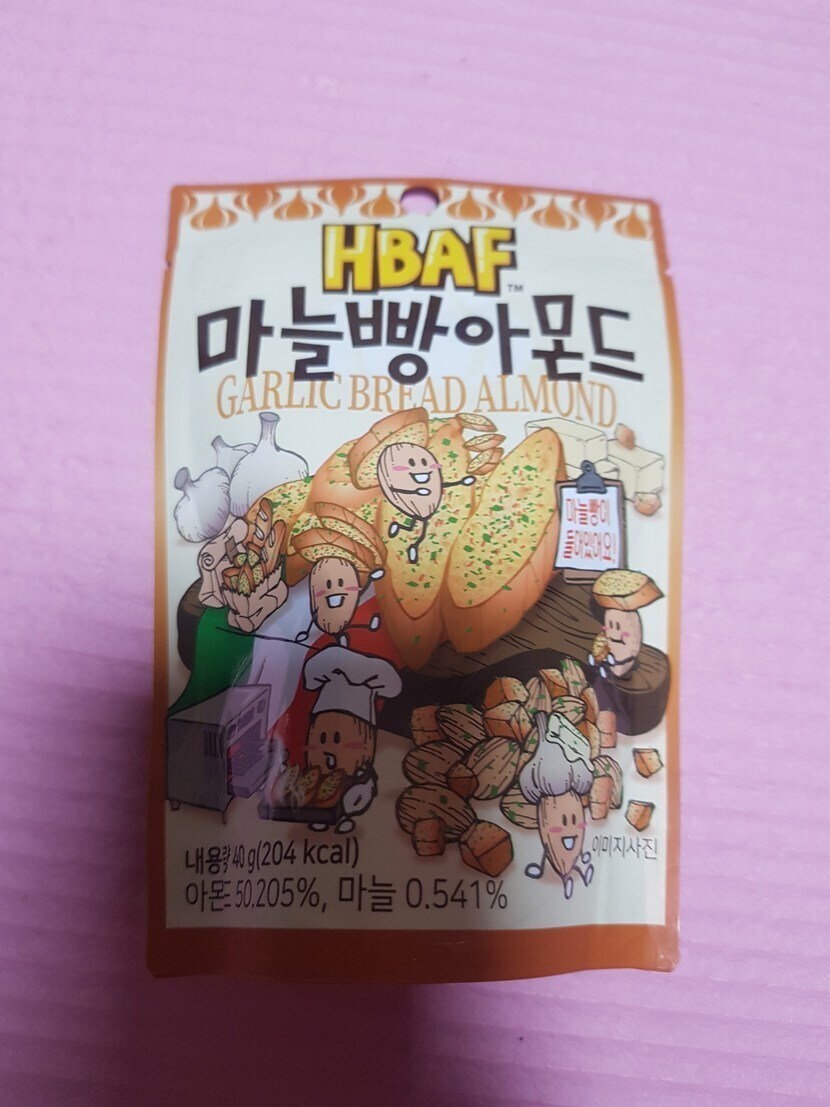 HBAF™
마늘빵아몬드
GARLIC BREAD ALMOND
마늘빵이
들어있어요!
이미지사진
내용량 40 g(204 kcal)
아몬드 50.205%, 마늘 0.541%